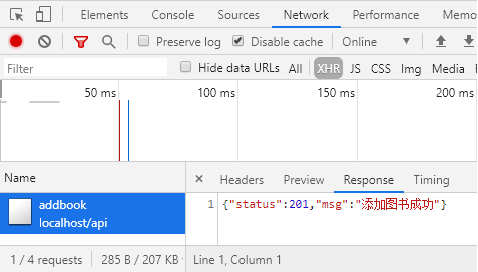 Elements Console Sources Network Performance Memo
Preserve log Disable cache Online
Filter Hide data URLs All XHR JS CSS Img Media
50 ms 100 ms 150 ms 200 ms
Name Headers Preview Response Timing
addbook
localhost/api
1 {"status":201,"msg":"添加图书成功"}
1 / 4 requests 285 B / 207 KB Line 1, Column 1